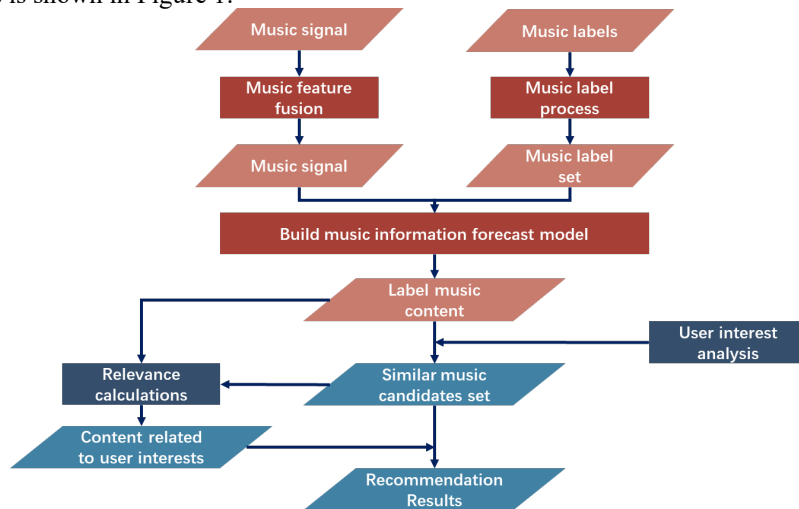 is shown in Figure 1.
Music signal
Music labels
Music feature
fusion
Music label
process
Music signal
Music label
set
Build music information forecast model
Label music
content
User interest
analysis
Relevance
calculations
Similar music
candidates set
Content related
to user interests
Recommendation
Results